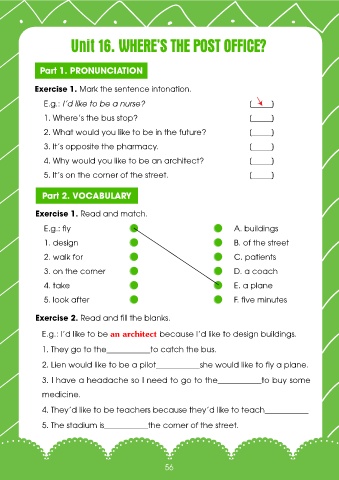 Unit 16. WHERE'S THE POST OFFICE?
Part 1. PRONUNCIATION
Exercise 1. Mark the sentence intonation.
E.g.: I'd like to be a nurse? (____)
1. Where's the bus stop? (____)
2. What would you like to be in the future? (____)
3. It's opposite the pharmacy. (____)
4. Why would you like to be an architect? (____)
5. It's on the corner of the street. (____)
Part 2. VOCABULARY
Exercise 1. Read and match.
E.g.: fly A. buildings
1. design B. of the street
2. walk for C. patients
3. on the corner D. a coach
4. take E. a plane
5. look after F. five minutes
Exercise 2. Read and fill the blanks.
E.g.: I'd like to be an architect because I'd like to design buildings.
1. They go to the__________to catch the bus.
2. Lien would like to be a pilot__________she would like to fly a plane.
3. I have a headache so I need to go to the__________to buy some
medicine.
4. They'd like to be teachers because they'd like to teach__________
5. The stadium is__________the corner of the street.
56